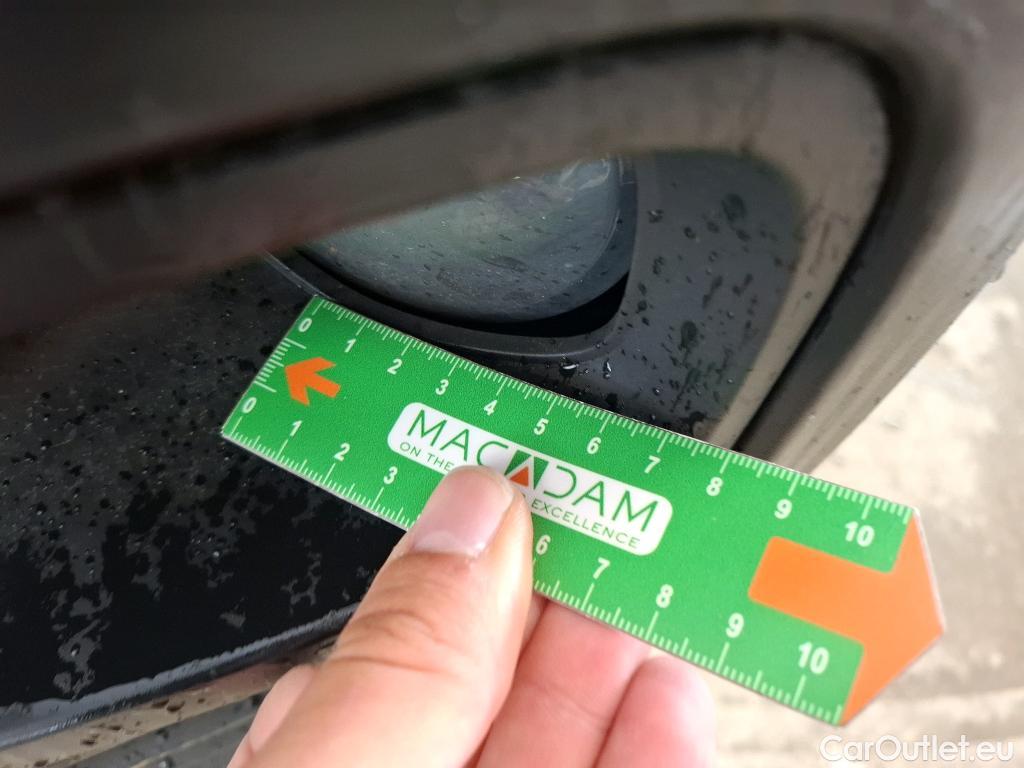 0 1 2 3 4 5 6 7 8 9 10
MACADAM
ON THE EXCELLENCE
0 1 2 3 6 7 8 9 10
CarOutlet.eu